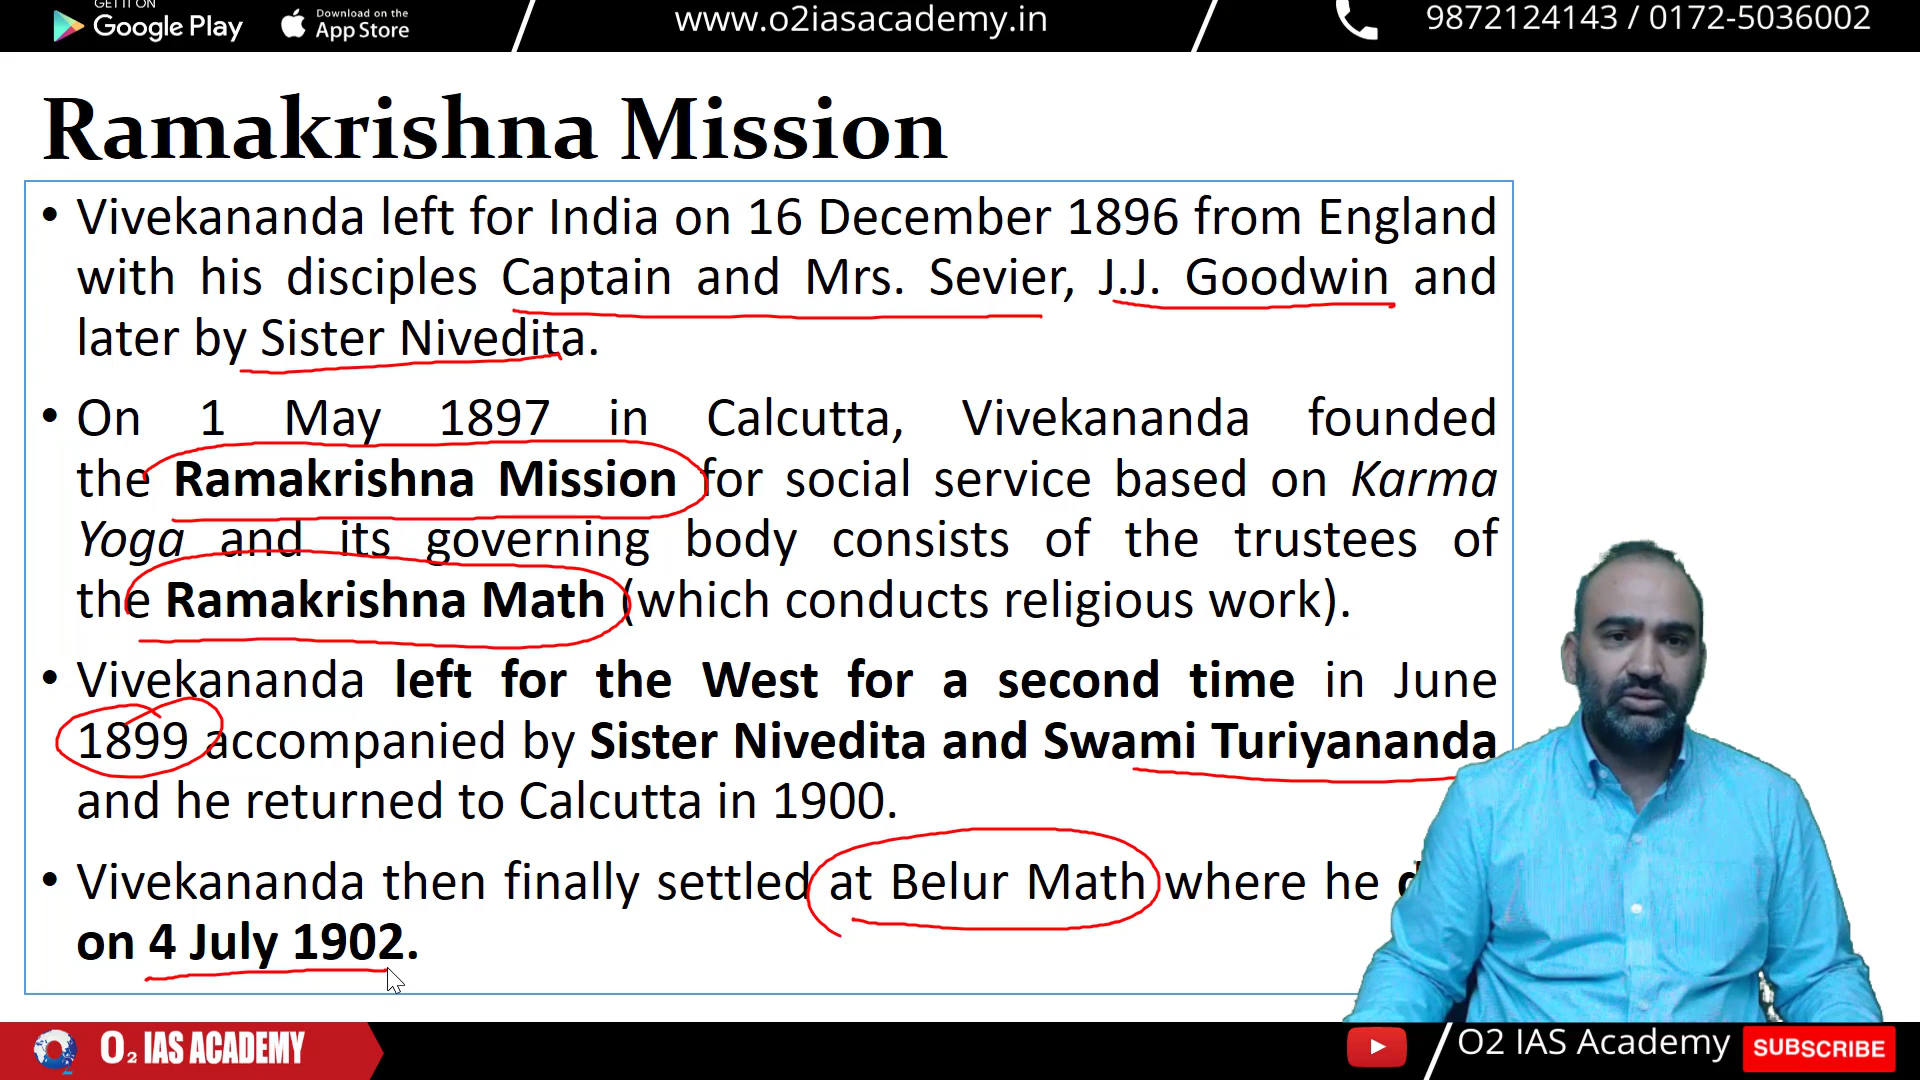 GET IT ON
Google Play
Download on the
App Store
www.o2iasacademy.in
9872124143 / 0172-5036002
Ramakrishna Mission
• Vivekananda left for India on 16 December 1896 from England
with his disciples Captain and Mrs. Sevier, J.J. Goodwin and
later by Sister Nivedita.
• On 1 May 1897 in Calcutta, Vivekananda founded
the Ramakrishna Mission for social service based on Karma
Yoga and its governing body consists of the trustees of
the Ramakrishna Math (which conducts religious work).
• Vivekananda left for the West for a second time in June
1899 accompanied by Sister Nivedita and Swami Turiyananda
and he returned to Calcutta in 1900.
• Vivekananda then finally settled at Belur Math where he
on 4 July 1902.
O2 IAS ACADEMY
O2 IAS Academy
SUBSCRIBE